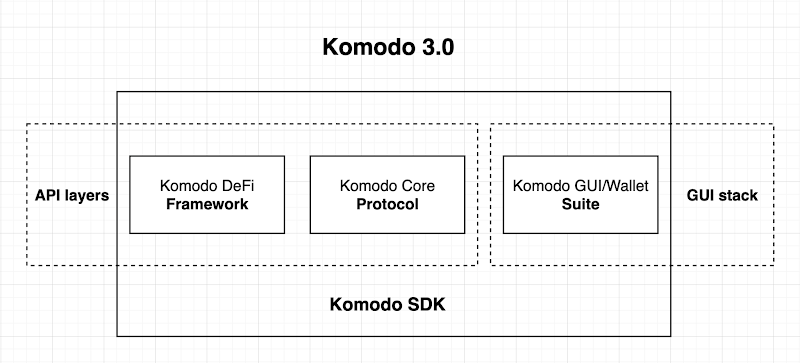 Komodo 3.0
API layers
Komodo DeFi
Framework
Komodo Core
Protocol
Komodo GUI/Wallet
Suite
GUI stack
Komodo SDK